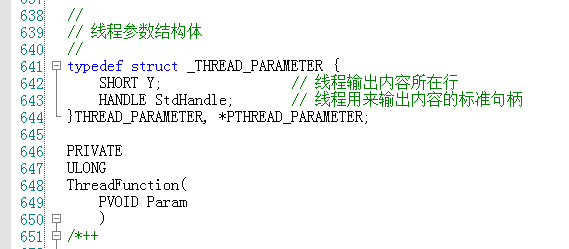 638 //
639 // 线程参数结构体
640 //
641 typedef struct _THREAD_PARAMETER {
642 SHORT Y; // 线程输出内容所在行
643 HANDLE StdHandle; // 线程用来输出内容的标准句柄
644 }THREAD_PARAMETER, *PTHREAD_PARAMETER;
645
646 PRIVATE
647 ULONG
648 ThreadFunction(
649 PVOID Param
650 )
651 /*++